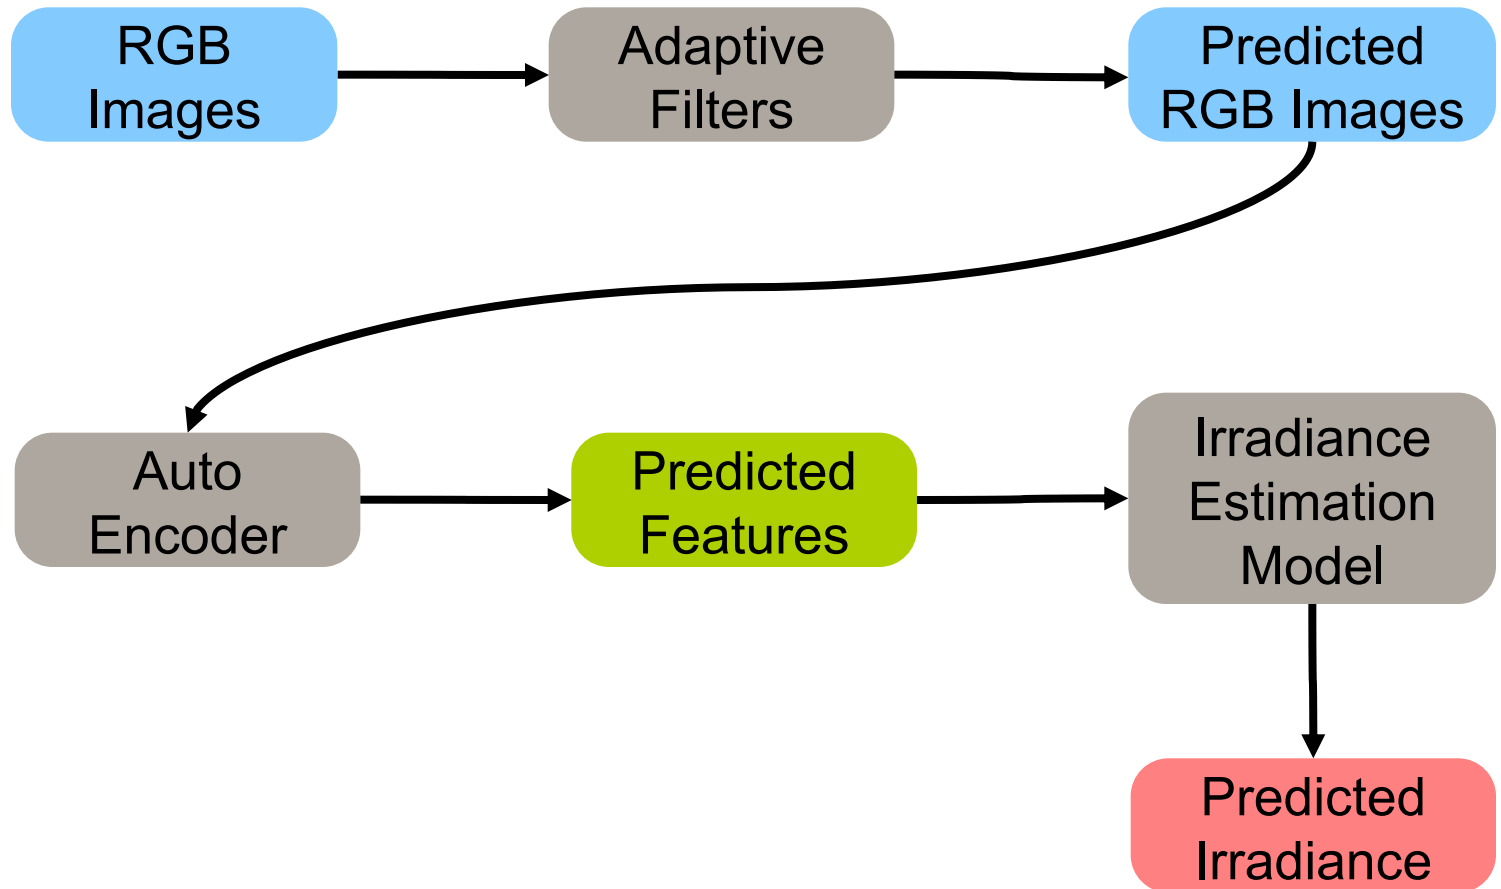 RGB
Images
Adaptive
Filters
Predicted
RGB Images
Auto
Encoder
Predicted
Features
Irradiance
Estimation
Model
Predicted
Irradiance